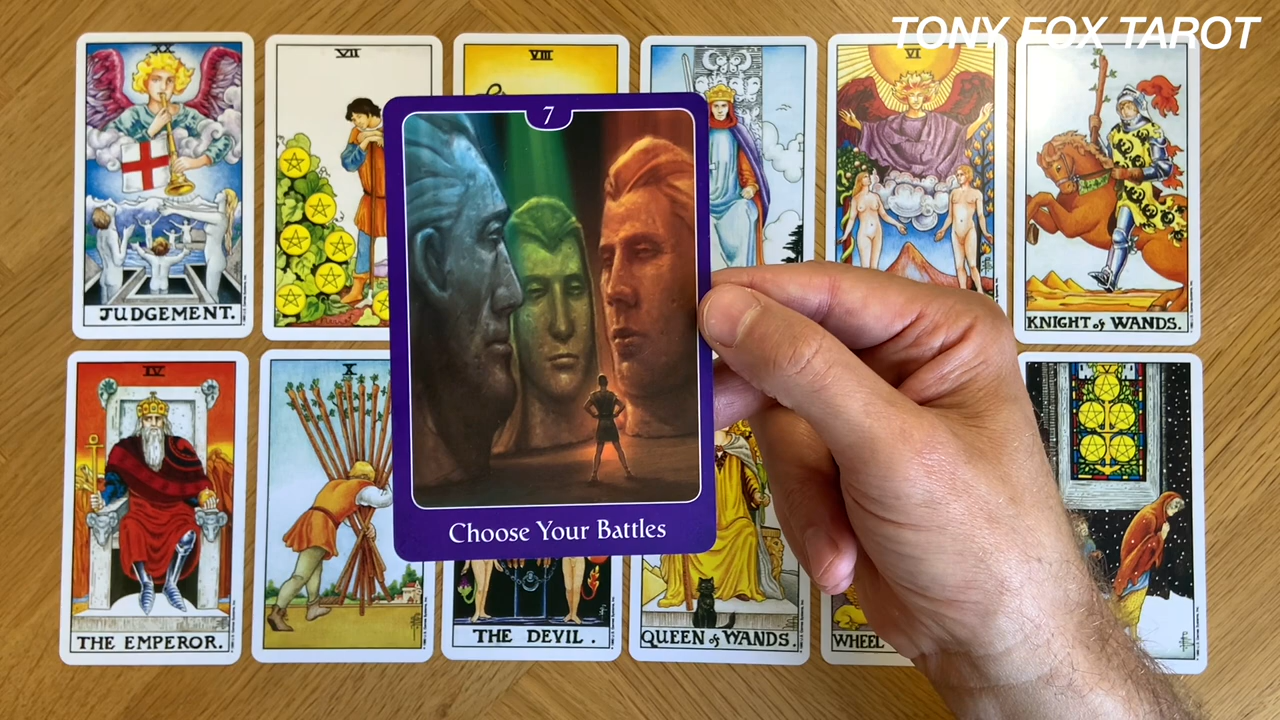 TONY FOX TAROT
XX
VII
VIII
VI
7
JUDGEMENT.
KNIGHT of WANDS.
IV
X
Choose Your Battles
THE EMPEROR.
THE DEVIL.
QUEEN of WANDS.
WHEEL